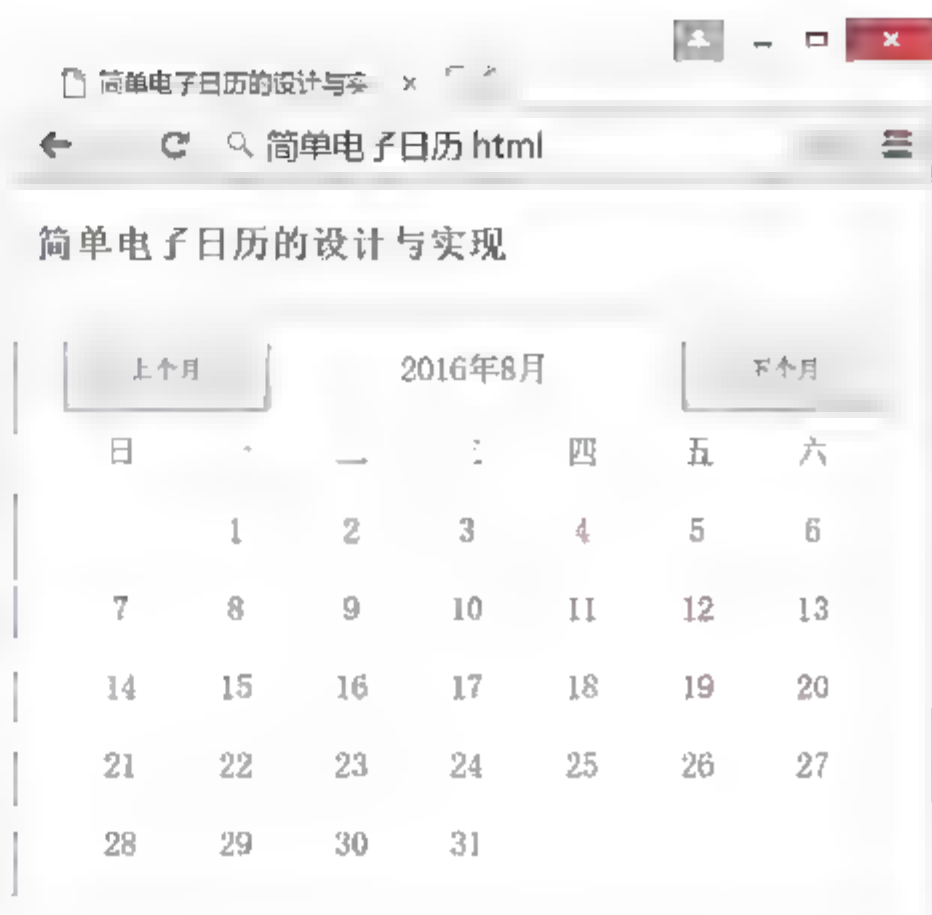 简单电子日历的设计与实
简单电子日历 html
简单电子日历的设计与实现
上个月 2016年8月 下个月
日 二 四 五 六
1 2 3 4 5 6
7 8 9 10 11 12 13
14 15 16 17 18 19 20
21 22 23 24 25 26 27
28 29 30 31